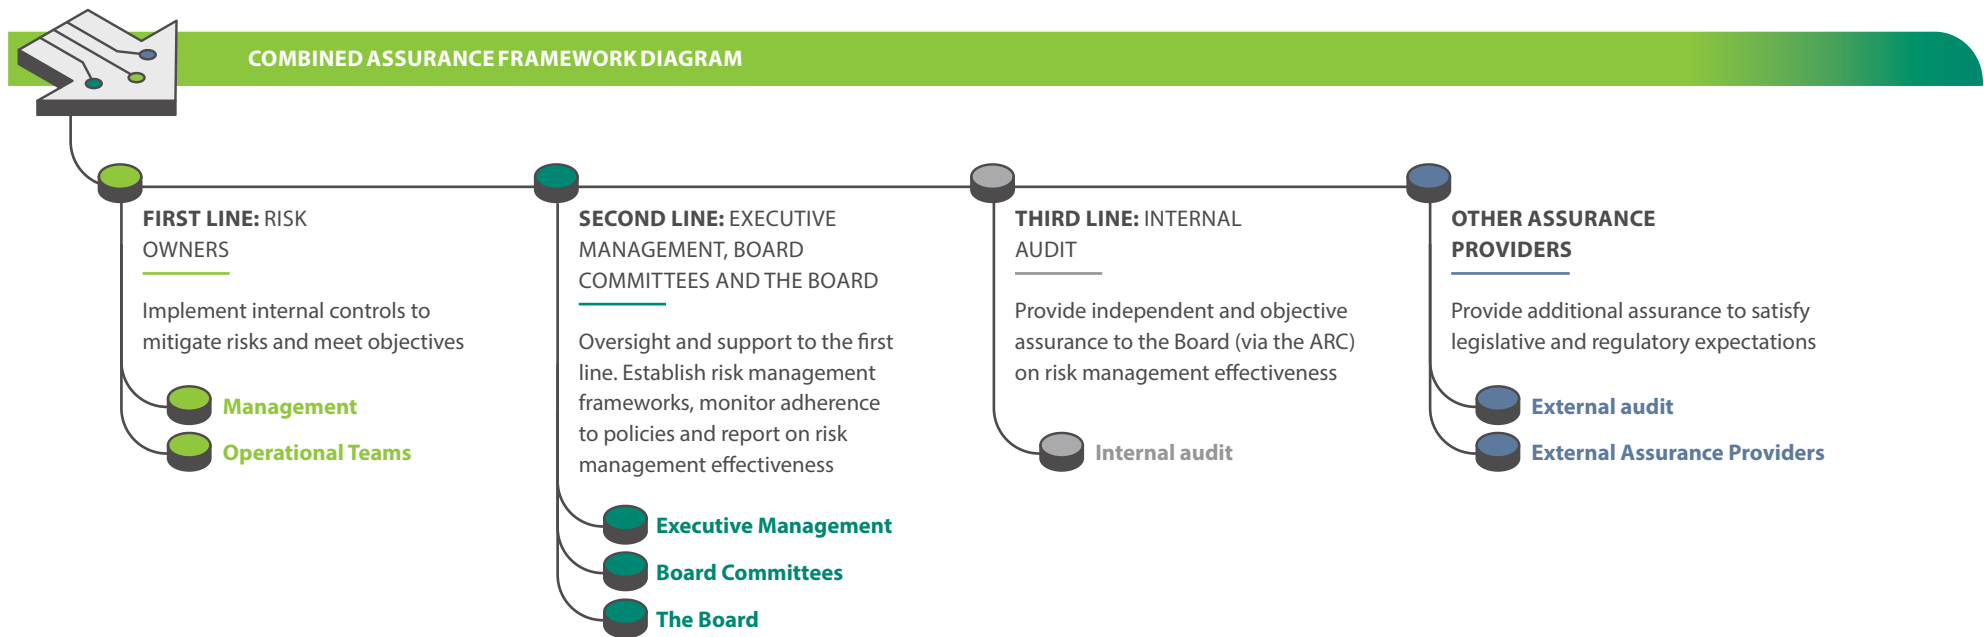 COMBINED ASSURANCE FRAMEWORK DIAGRAM
FIRST LINE: RISK
OWNERS
Implement internal controls to
mitigate risks and meet objectives
Management
Operational Teams
SECOND LINE: EXECUTIVE
MANAGEMENT, BOARD
COMMITTEES AND THE BOARD
Oversight and support to the first
line. Establish risk management
frameworks, monitor adherence
to policies and report on risk
management effectiveness
Executive Management
Board Committees
The Board
THIRD LINE: INTERNAL
AUDIT
Provide independent and objective
assurance to the Board (via the ARC)
on risk management effectiveness
Internal audit
OTHER ASSURANCE
PROVIDERS
Provide additional assurance to satisfy
legislative and regulatory expectations
External audit
External Assurance Providers